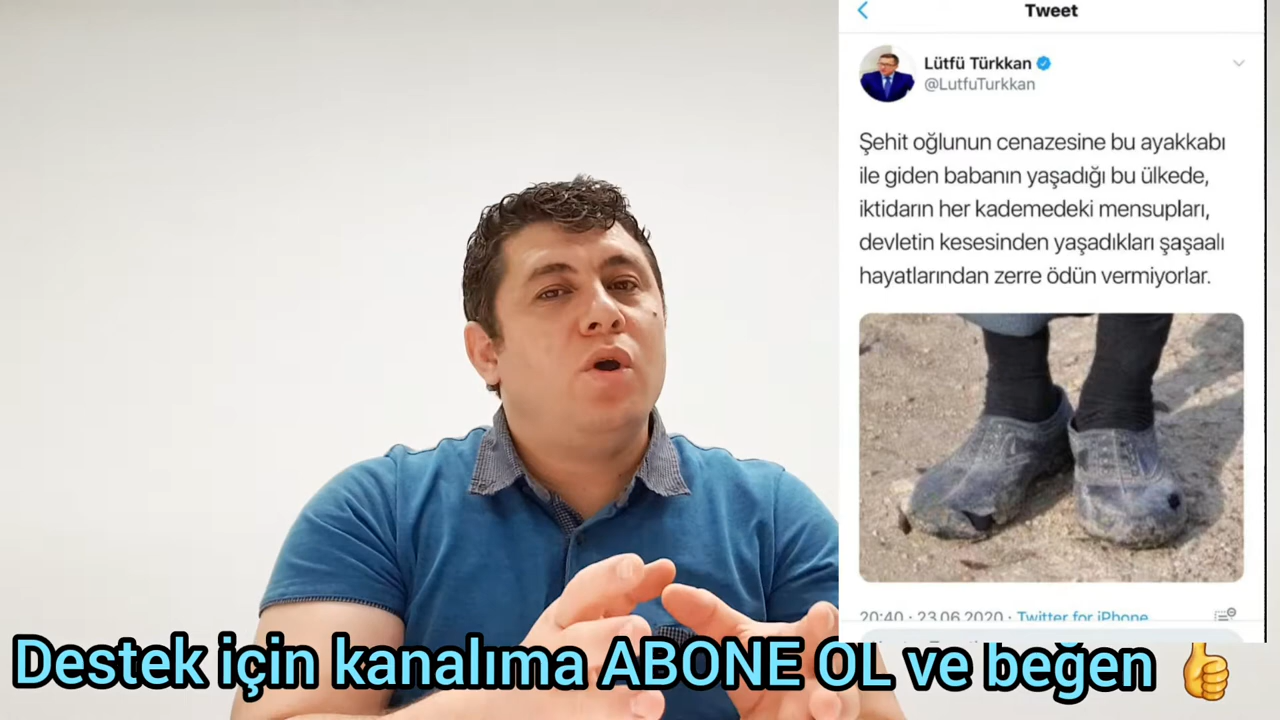 Tweet
Lütfü Türkkan
@LutfuTurkkan
Şehit oğlunun cenazesine bu ayakkabı
ile giden babanın yaşadığı bu ülkede,
iktidarın her kademedeki mensupları,
devletin kesesinden yaşadıkları şaşaalı
hayatlarından zerre ödün vermiyorlar.
20:40 · 23.06.2020 · Twitter for iPhone
Destek için kanalıma ABONE OL ve beğen 👍